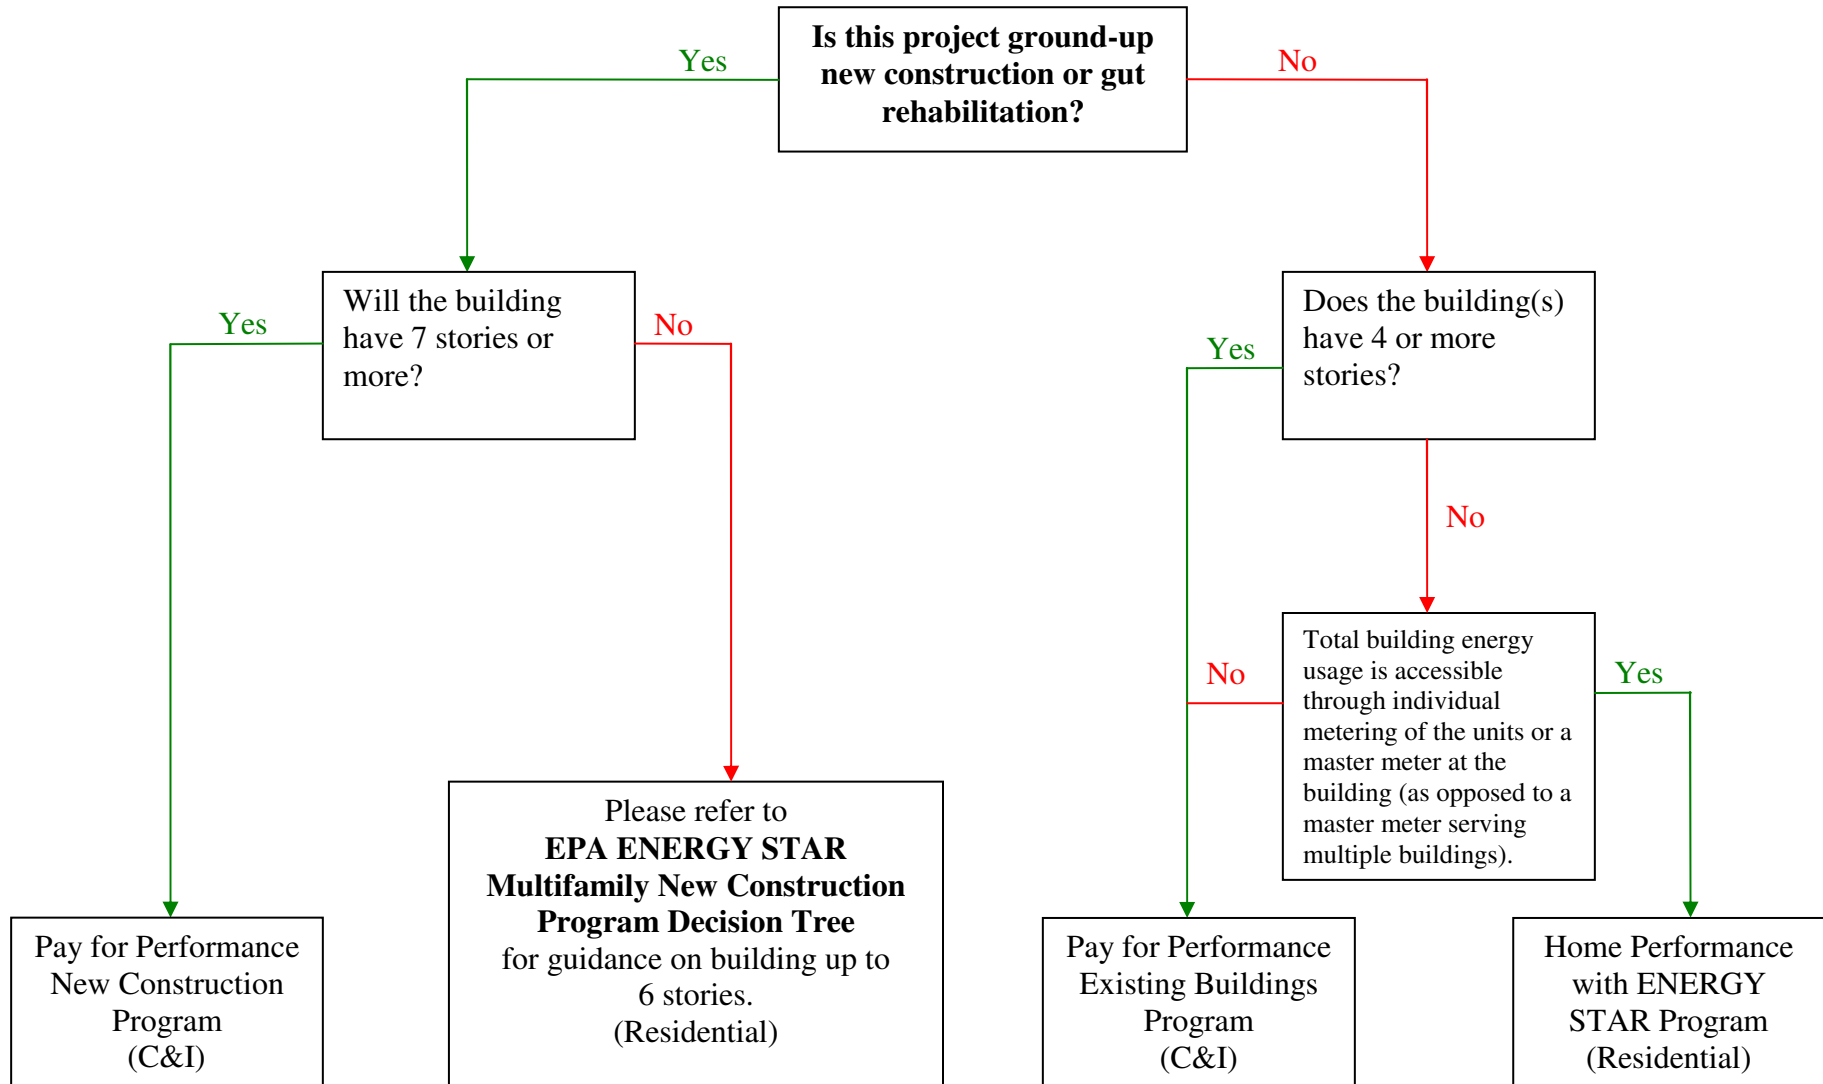 Is this project ground-up
new construction or gut
rehabilitation?
Yes
No
Will the building
have 7 stories or
more?
Yes
No
Does the building(s)
have 4 or more
stories?
Yes
No
Total building energy
usage is accessible
through individual
metering of the units or a
master meter at the
building (as opposed to a
master meter serving
multiple buildings).
No
Yes
Pay for Performance
New Construction
Program
(C&I)
Please refer to
EPA ENERGY STAR
Multifamily New Construction
Program Decision Tree
for guidance on building up to
6 stories.
(Residential)
Pay for Performance
Existing Buildings
Program
(C&I)
Home Performance
with ENERGY
STAR Program
(Residential)